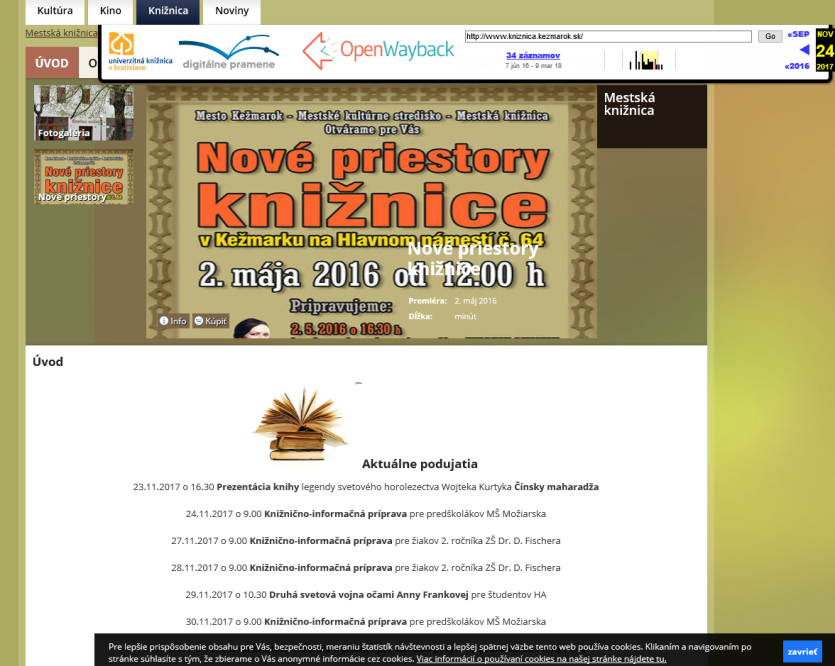 Kultúra
Kino
Knižnica
Noviny
Mestská knižnica
univerzitná knižnica
v bratislave
digitálne pramene
OpenWayback
http://www.kniznica.kezmarok.sk/
Go
34 záznamov
7 jún 16 - 9 mar 18
«SEP
NOV
24
«2016
2017
ÚVOD
O
Fotogaléria
Nové priestory
knižnice
Nové priestory
Mesto Kežmarok - Mestské kultúrne stredisko - Mestská knižnica
Otvárame pre Vás
Nové priestory
knižnice
v Kežmarku na Hlavnom námestí č. 64
2. mája 2016 od 12.00 h
Pripravujeme:
2. 5. 2016 o 16:30 h
Nové priestory
knižnice
Premiéra: 2. máj 2016
Dĺžka: minút
Info
Kúpiť
Mestská
knižnica
Úvod
Aktuálne podujatia
23.11.2017 o 16.30 Prezentácia knihy legendy svetového horolezectva Wojteka Kurtyka Čínsky maharadža
24.11.2017 o 9.00 Knižnično-informačná príprava pre predškolákov MŠ Možiarska
27.11.2017 o 9.00 Knižnično-informačná príprava pre žiakov 2. ročníka ZŠ Dr. D. Fischera
28.11.2017 o 9.00 Knižnično-informačná príprava pre žiakov 2. ročníka ZŠ Dr. D. Fischera
29.11.2017 o 10.30 Druhá svetová vojna očami Anny Frankovej pre študentov HA
30.11.2017 o 9.00 Knižnično-informačná príprava pre predškolákov MŠ Možiarska
Pre lepšie prispôsobenie obsahu pre Vás, bezpečnosti, meraniu štatistík návštevnosti a lepšej spätnej väzbe tento web používa cookies. Klikaním a navigovaním po
stránke súhlasíte s tým, že zbierame o Vás anonymné informácie cez cookies. Viac informácií o používaní cookies na našej stránke nájdete tu.
zavrieť